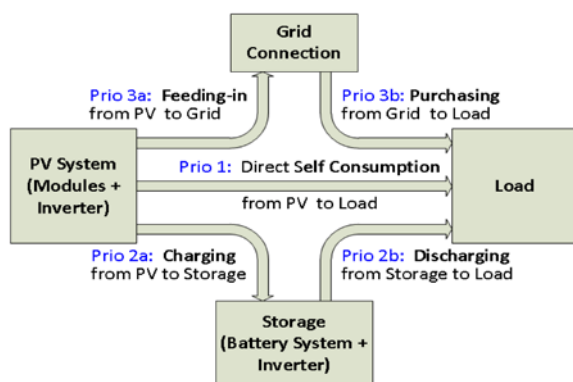 Grid
Connection
Prio 3a: Feeding-in
from PV to Grid
Prio 3b: Purchasing
from Grid to Load
PV System
(Modules +
Inverter)
Prio 1: Direct Self Consumption
from PV to Load
Load
Prio 2a: Charging
from PV to Storage
Prio 2b: Discharging
from Storage to Load
Storage
(Battery System +
Inverter)